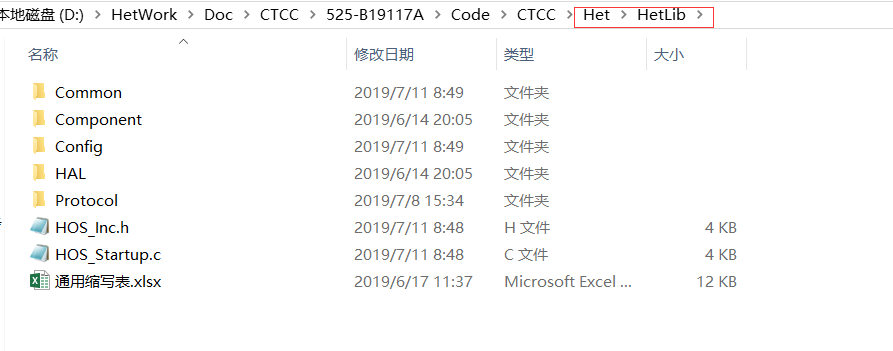 本地磁盘 (D:) > HetWork > Doc > CTCC > 525-B19117A > Code > CTCC > Het > HetLib >
名称 修改日期 类型 大小
Common 2019/7/11 8:49 文件夹
Component 2019/6/14 20:05 文件夹
Config 2019/7/11 8:49 文件夹
HAL 2019/6/14 20:05 文件夹
Protocol 2019/7/8 15:34 文件夹
HOS_Inc.h 2019/7/11 8:48 H 文件 4 KB
HOS_Startup.c 2019/7/11 8:48 C 文件 4 KB
通用缩写表.xlsx 2019/6/17 11:37 Microsoft Excel ... 12 KB